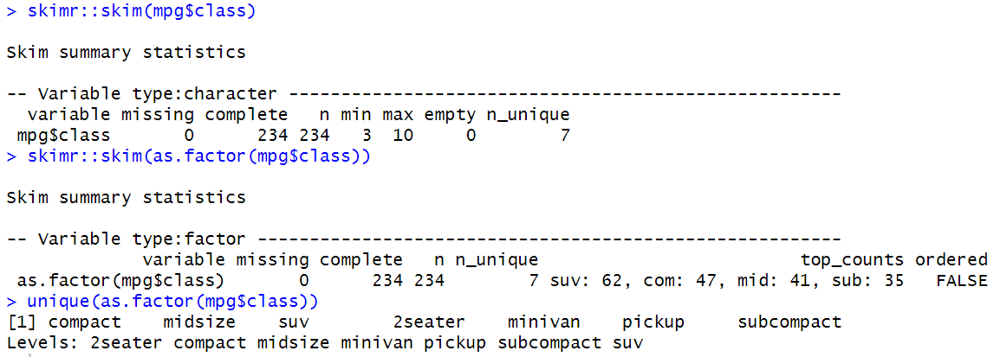 > skimr::skim(mpg$class)
Skim summary statistics
-- Variable type:character -----------------------------------------------------
  variable missing complete   n min max empty n_unique
 mpg$class       0      234 234   3  10     0        7
> skimr::skim(as.factor(mpg$class))
Skim summary statistics
-- Variable type:factor --------------------------------------------------------
             variable missing complete   n n_unique                         top_counts ordered
 as.factor(mpg$class)       0      234 234        7 suv: 62, com: 47, mid: 41, sub: 35   FALSE
> unique(as.factor(mpg$class))
[1] compact    midsize    suv        2seater    minivan    pickup     subcompact
Levels: 2seater compact midsize minivan pickup subcompact suv